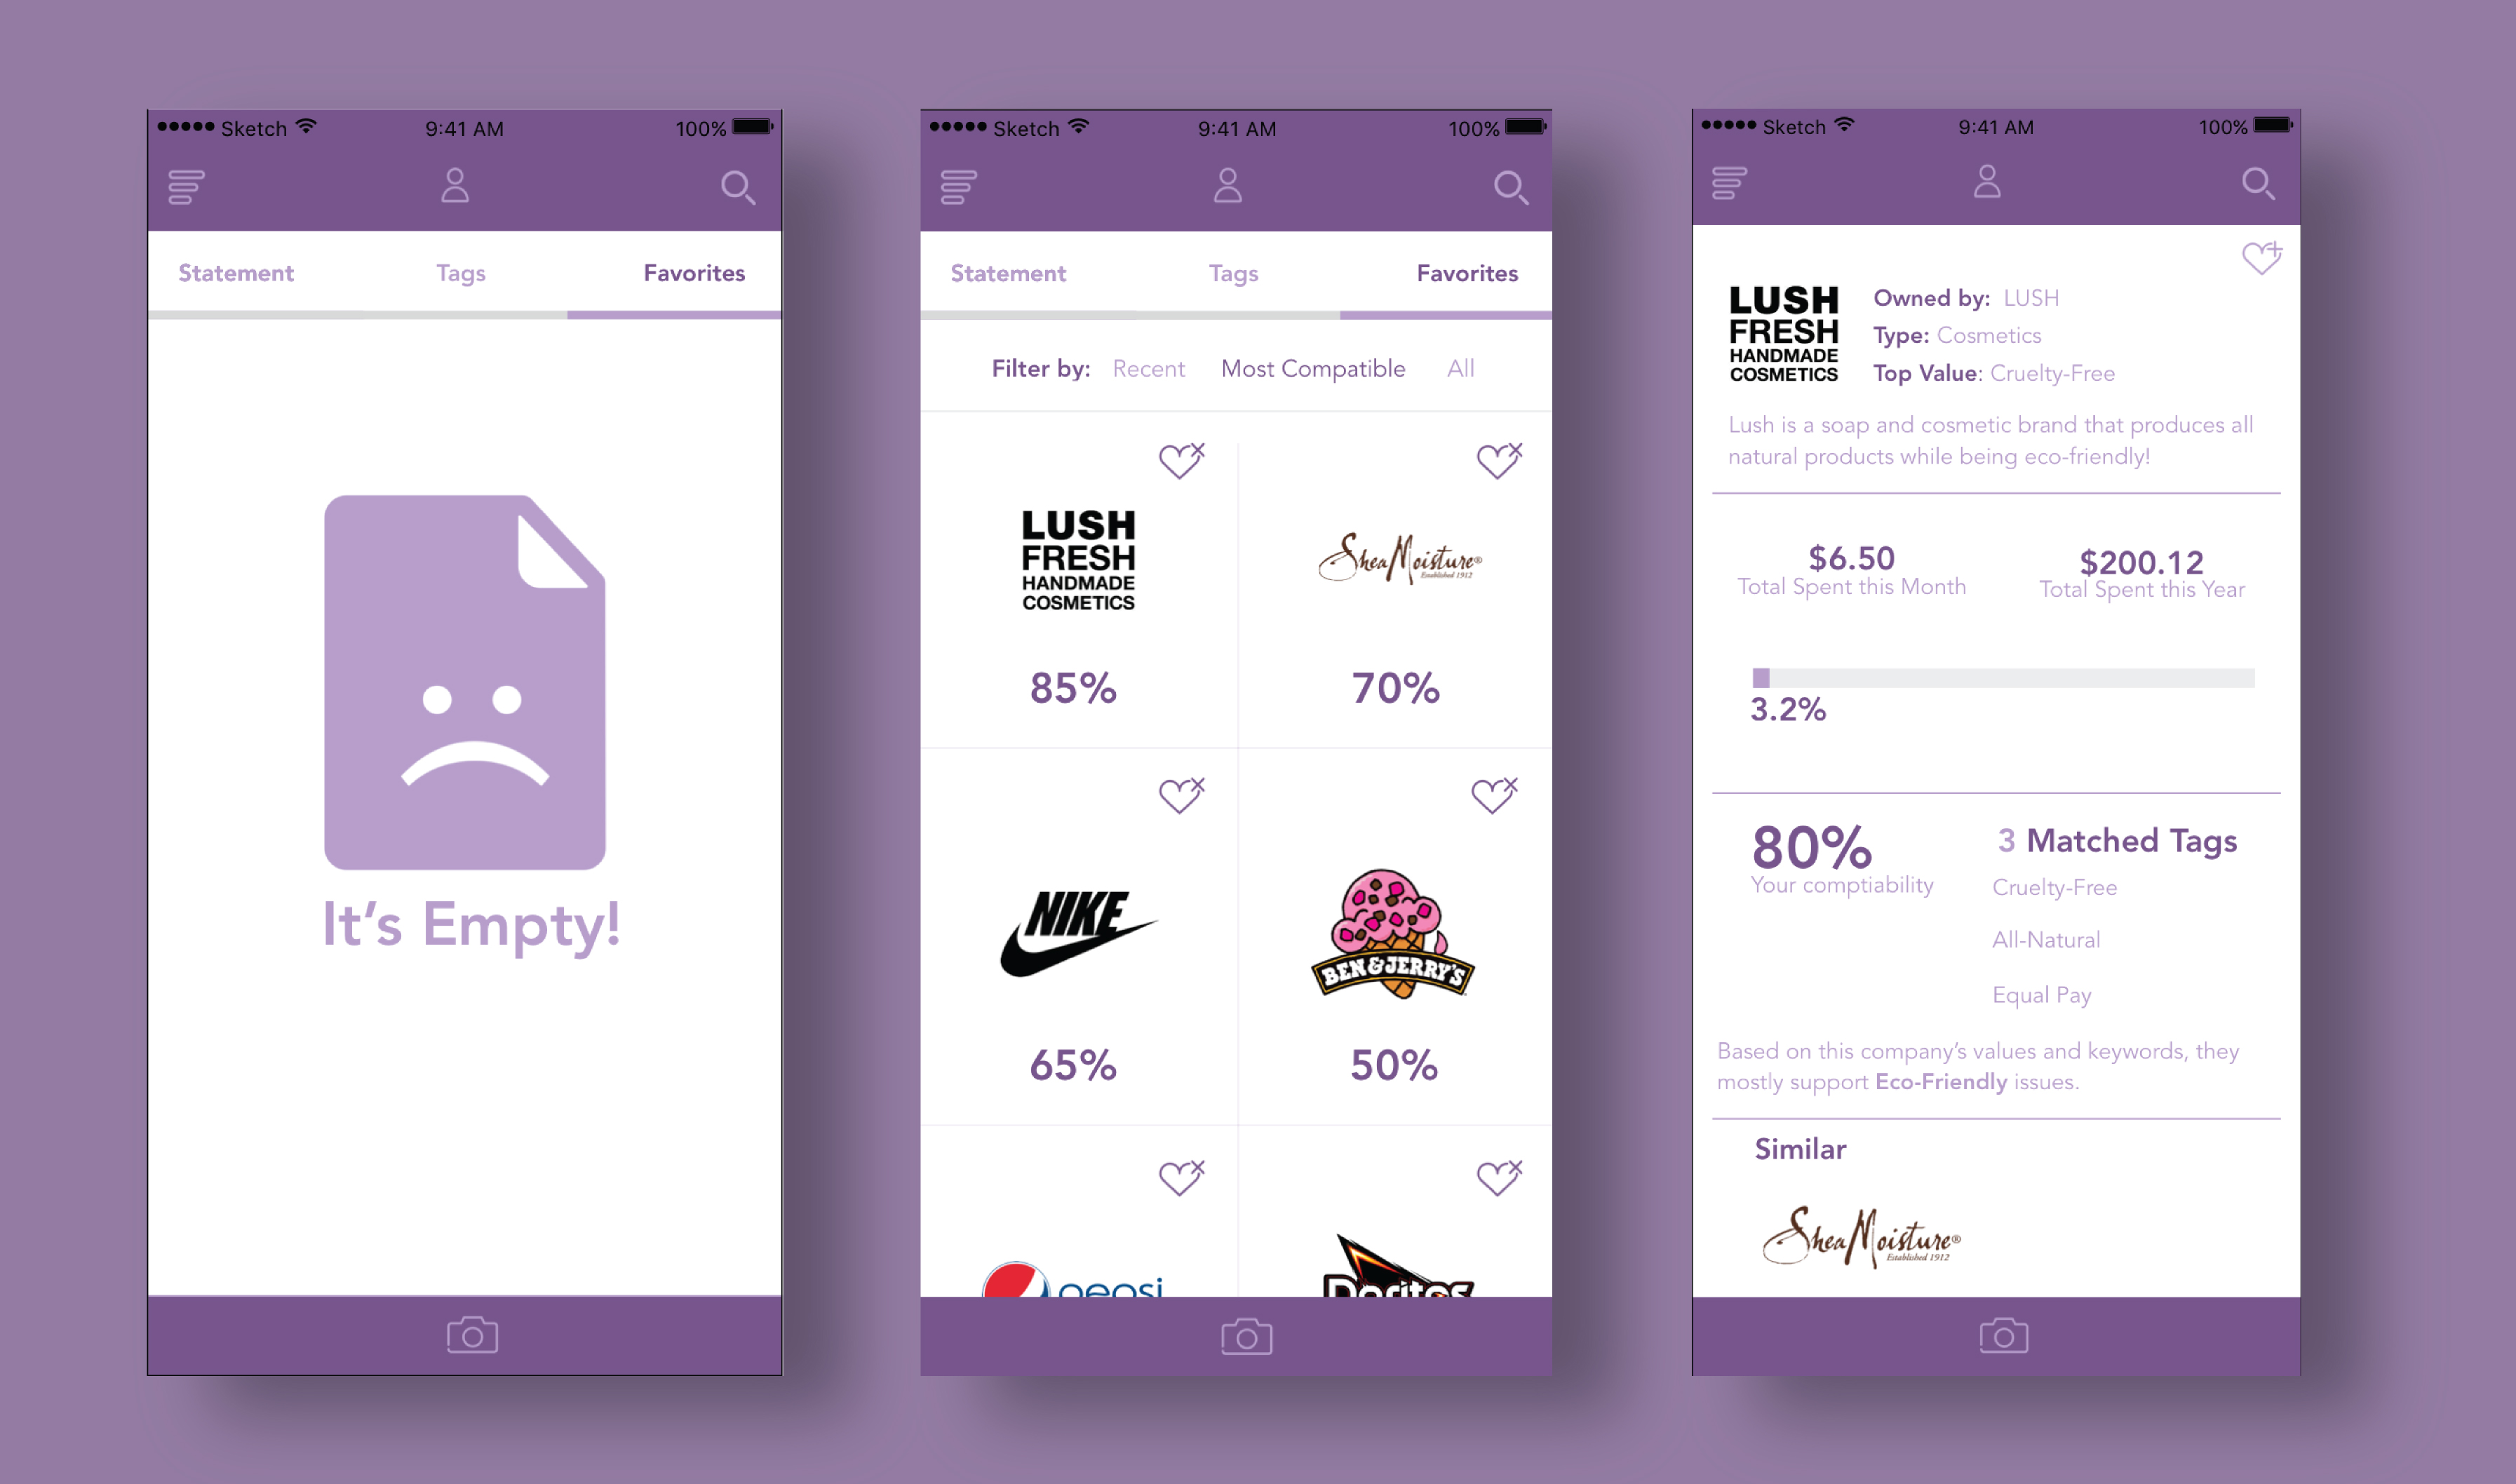 Sketch 9:41 AM 100%
Statement Tags Favorites
It's Empty!
Sketch 9:41 AM 100%
Statement Tags Favorites
Filter by: Recent Most Compatible All
LUSH
FRESH
HANDMADE
COSMETICS
SheaMoisture®
Established 1912
85% 70%
NIKE
BEN & JERRY'S
65% 50%
pepsi
Doritos
Sketch 9:41 AM 100%
LUSH
FRESH
HANDMADE
COSMETICS
Owned by: LUSH
Type: Cosmetics
Top Value: Cruelty-Free
Lush is a soap and cosmetic brand that produces all
natural products while being eco-friendly!
$6.50 $200.12
Total Spent this Month Total Spent this Year
3.2%
80%
Your comptiability
3 Matched Tags
Cruelty-Free
All-Natural
Equal Pay
Based on this company's values and keywords, they
mostly support Eco-Friendly issues.
Similar
SheaMoisture®
Established 1912